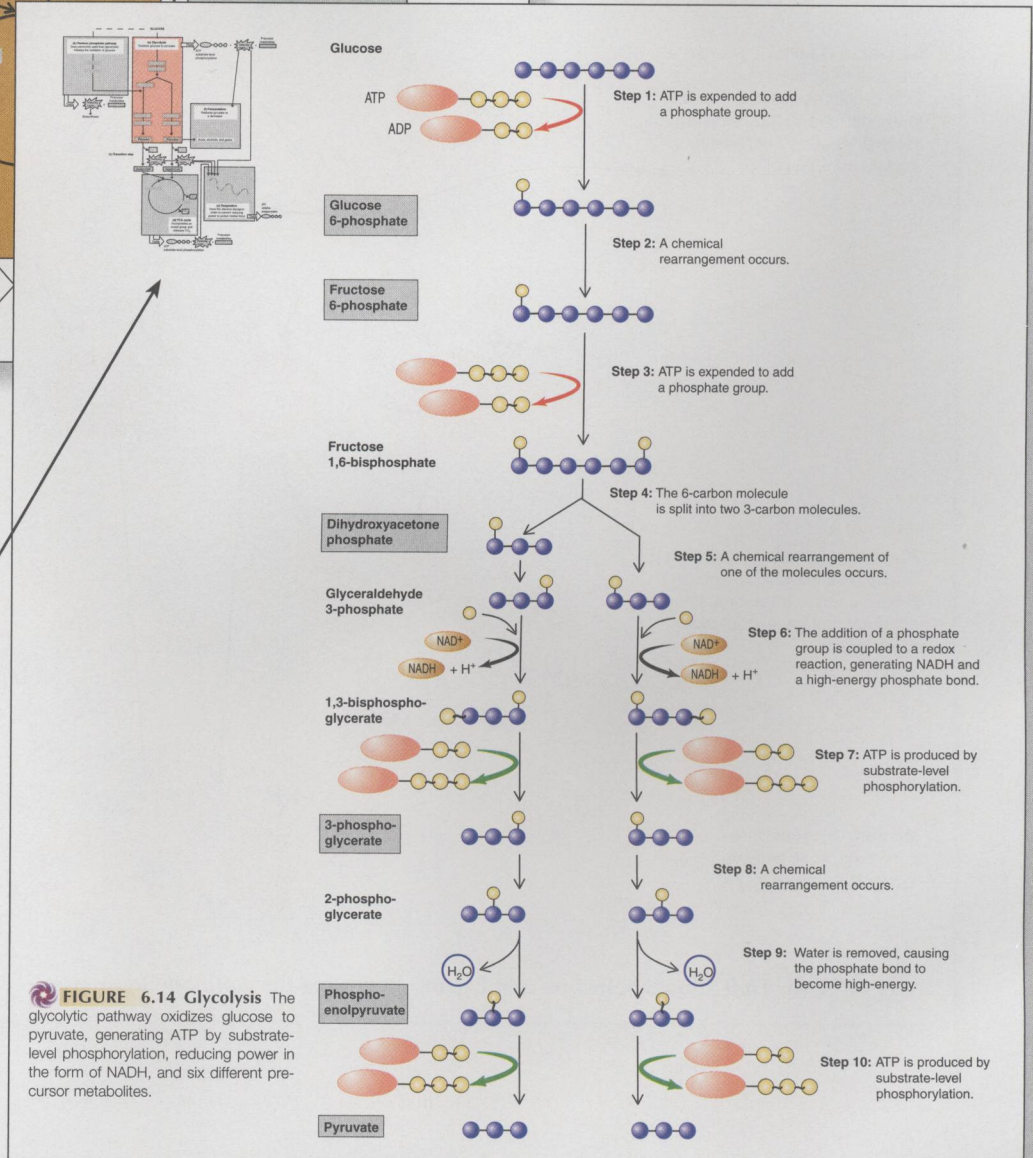 GLUCOSE
Glucose
ATP
ADP
Step 1: ATP is expended to add
a phosphate group.
Glucose
6-phosphate
Step 2: A chemical
rearrangement occurs.
Fructose
6-phosphate
Step 3: ATP is expended to add
a phosphate group.
Fructose
1,6-bisphosphate
Step 4: The 6-carbon molecule
is split into two 3-carbon molecules.
Dihydroxyacetone
phosphate
Step 5: A chemical rearrangement of
one of the molecules occurs.
Glyceraldehyde
3-phosphate
NAD+
NADH + H+
NAD+
NADH + H+
Step 6: The addition of a phosphate
group is coupled to a redox
reaction, generating NADH and
a high-energy phosphate bond.
1,3-bisphospho-
glycerate
Step 7: ATP is produced by
substrate-level
phosphorylation.
3-phospho-
glycerate
Step 8: A chemical
rearrangement occurs.
2-phospho-
glycerate
H₂O
H₂O
Step 9: Water is removed, causing
the phosphate bond to
become high-energy.
Phospho-
enolpyruvate
Step 10: ATP is produced by
substrate-level
phosphorylation.
Pyruvate
FIGURE 6.14 Glycolysis The
glycolytic pathway oxidizes glucose to
pyruvate, generating ATP by substrate-
level phosphorylation, reducing power in
the form of NADH, and six different pre-
cursor metabolites.